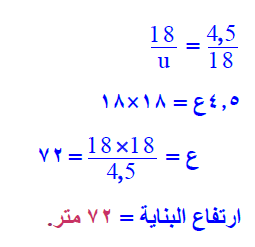 18/u = 4,5/18
٤,٥ع = ١٨×١٨
ع = 18×18/4,5 = ٧٢
ارتفاع البناية = ٧٢ متر.